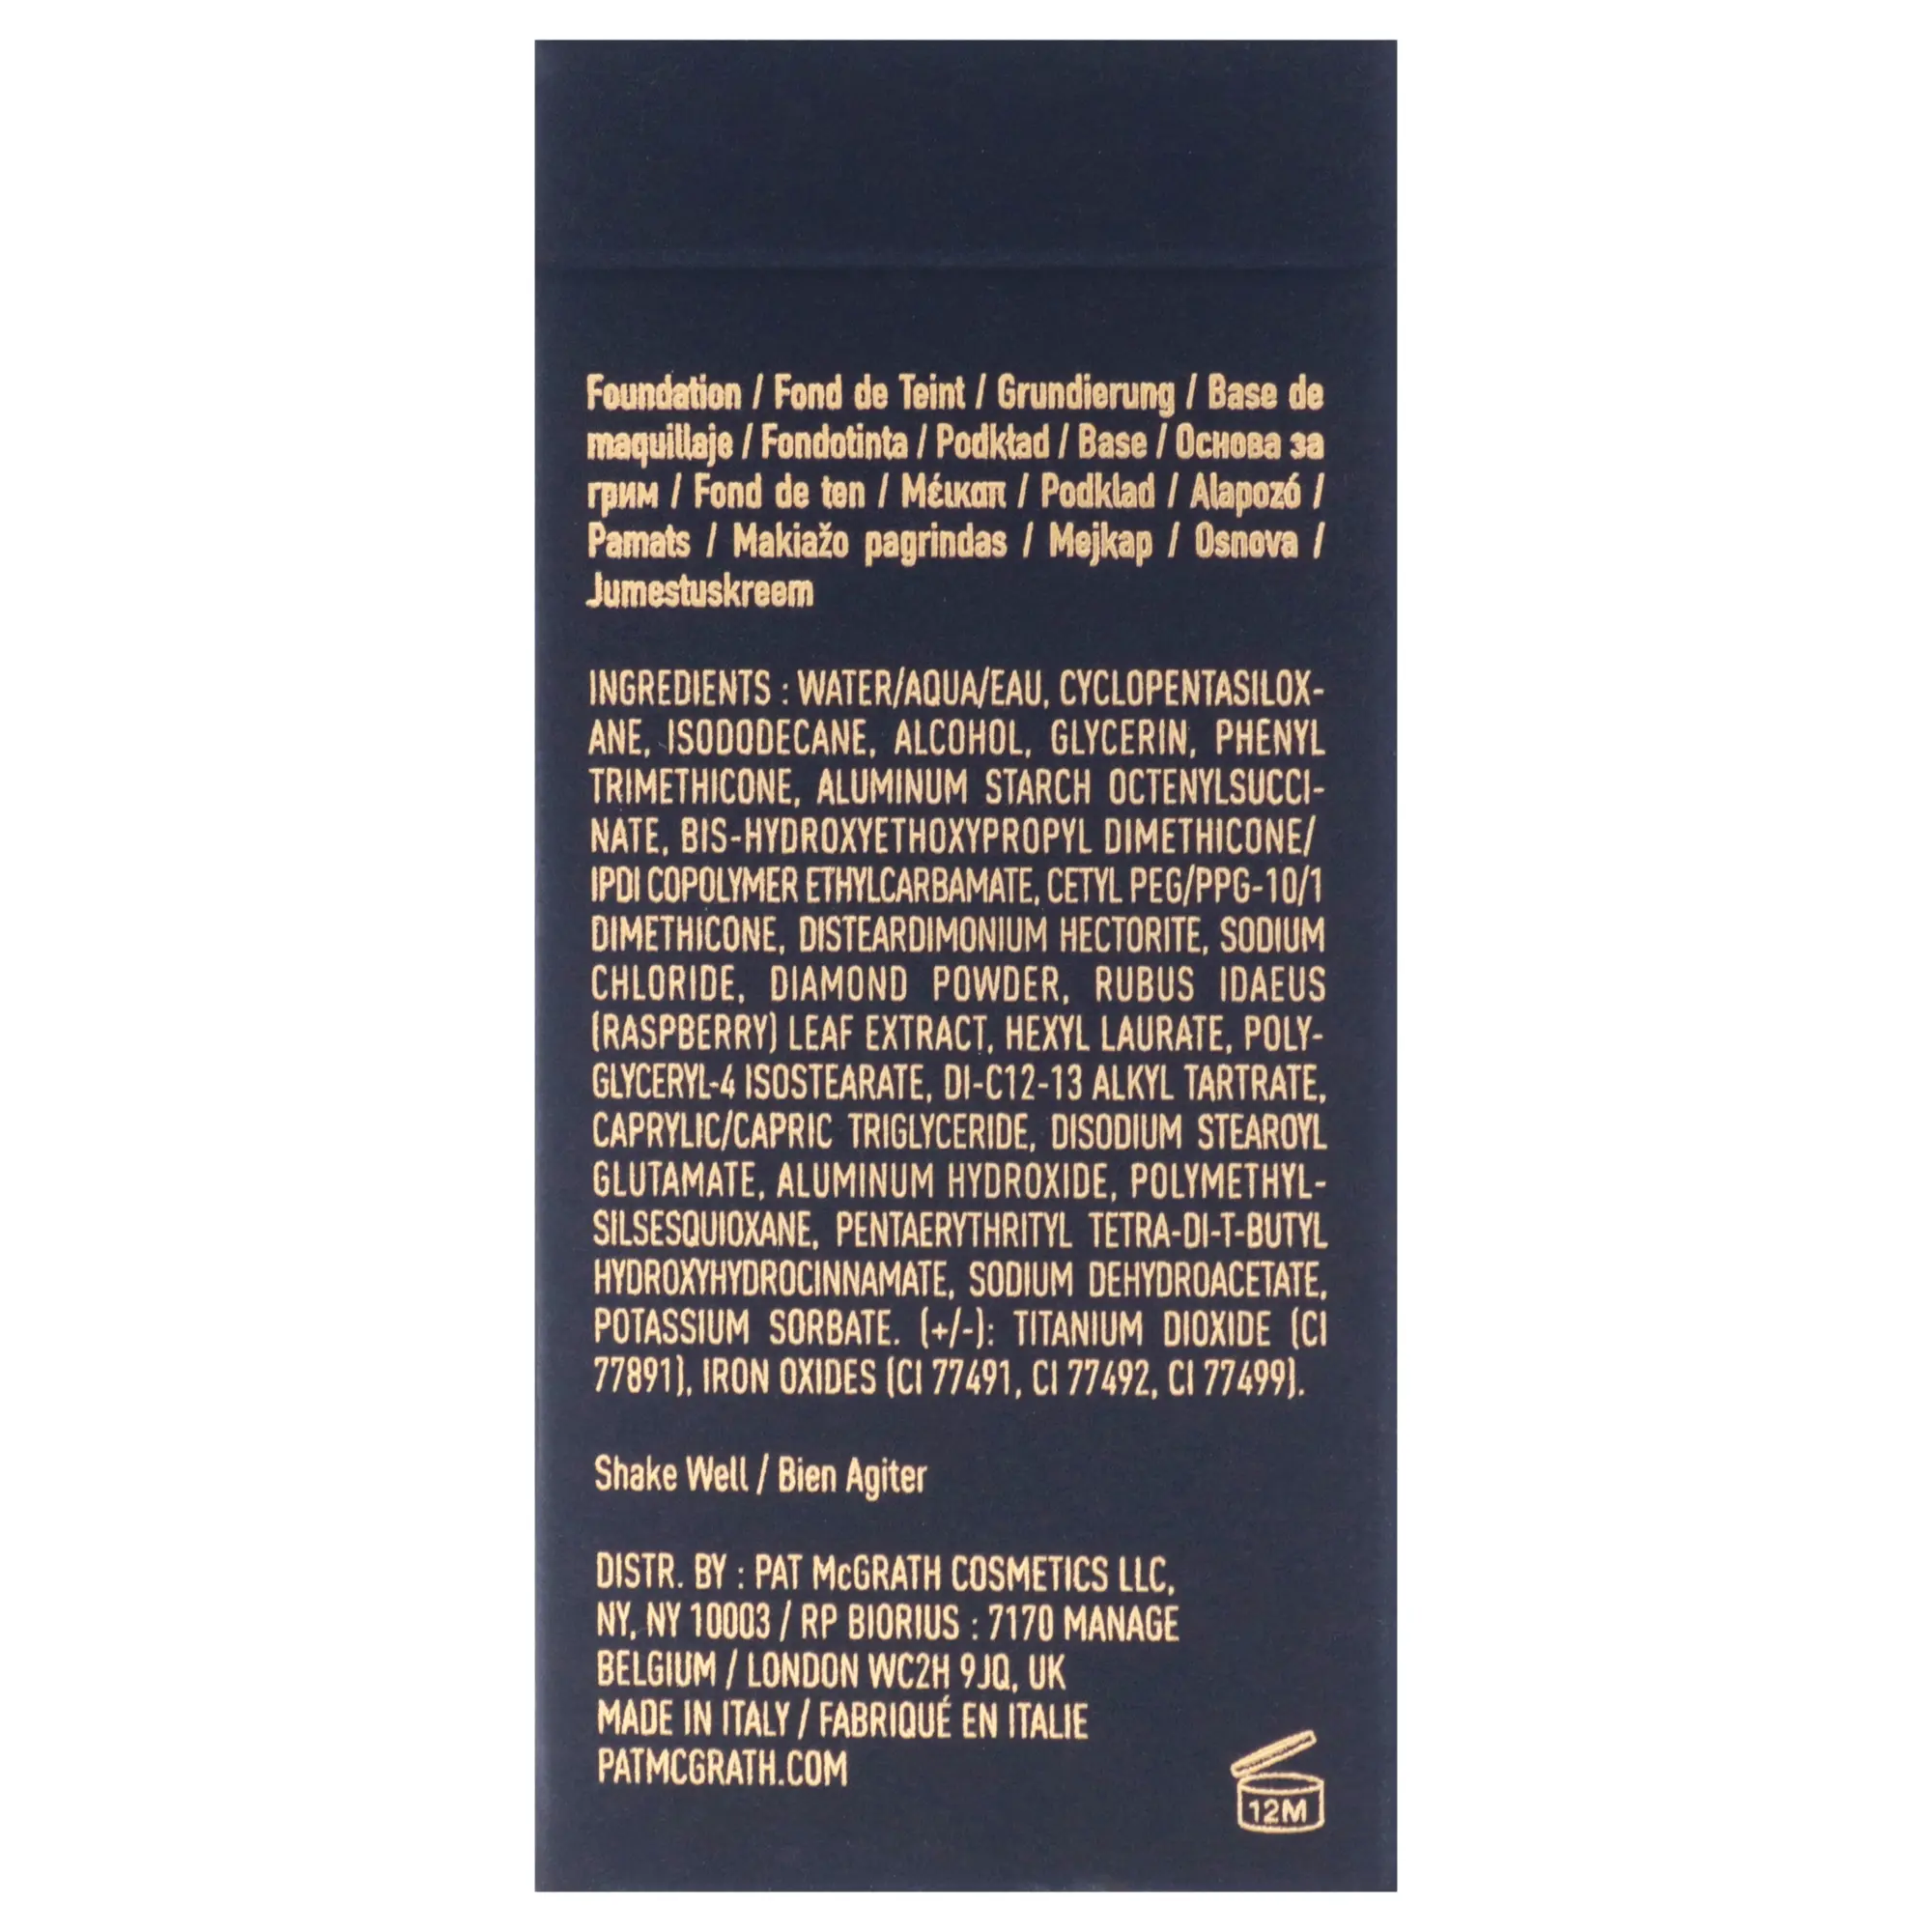 Foundation / Fond de Teint / Grundierung / Base de
maquillaje / Fondotinta / Podkład / Base / Основа за
грим / Fond de ten / Μέικαπ / Podklad / Alapozó /
Pamats / Makiažo pagrindas / Mejkap / Osnova /
Jumestuskreem
INGREDIENTS : WATER/AQUA/EAU, CYCLOPENTASILOX-
ANE, ISODODECANE, ALCOHOL, GLYCERIN, PHENYL
TRIMETHICONE, ALUMINUM STARCH OCTENYLSUCCI-
NATE, BIS-HYDROXYETHOXYPROPYL DIMETHICONE/
IPDI COPOLYMER ETHYLCARBAMATE, CETYL PEG/PPG-10/1
DIMETHICONE, DISTEARDIMONIUM HECTORITE, SODIUM
CHLORIDE, DIAMOND POWDER, RUBUS IDAEUS
(RASPBERRY) LEAF EXTRACT, HEXYL LAURATE, POLY-
GLYCERYL-4 ISOSTEARATE, DI-C12-13 ALKYL TARTRATE,
CAPRYLIC/CAPRIC TRIGLYCERIDE, DISODIUM STEAROYL
GLUTAMATE, ALUMINUM HYDROXIDE, POLYMETHYL-
SILSESQUIOXANE, PENTAERYTHRITYL TETRA-DI-T-BUTYL
HYDROXYHYDROCINNAMATE, SODIUM DEHYDROACETATE,
POTASSIUM SORBATE. (+/-): TITANIUM DIOXIDE (CI
77891), IRON OXIDES (CI 77491, CI 77492, CI 77499).
Shake Well / Bien Agiter
DISTR. BY : PAT McGRATH COSMETICS LLC,
NY, NY 10003 / RP BIORIUS : 7170 MANAGE
BELGIUM / LONDON WC2H 9JQ, UK
MADE IN ITALY / FABRIQUÉ EN ITALIE
PATMCGRATH.COM
12M